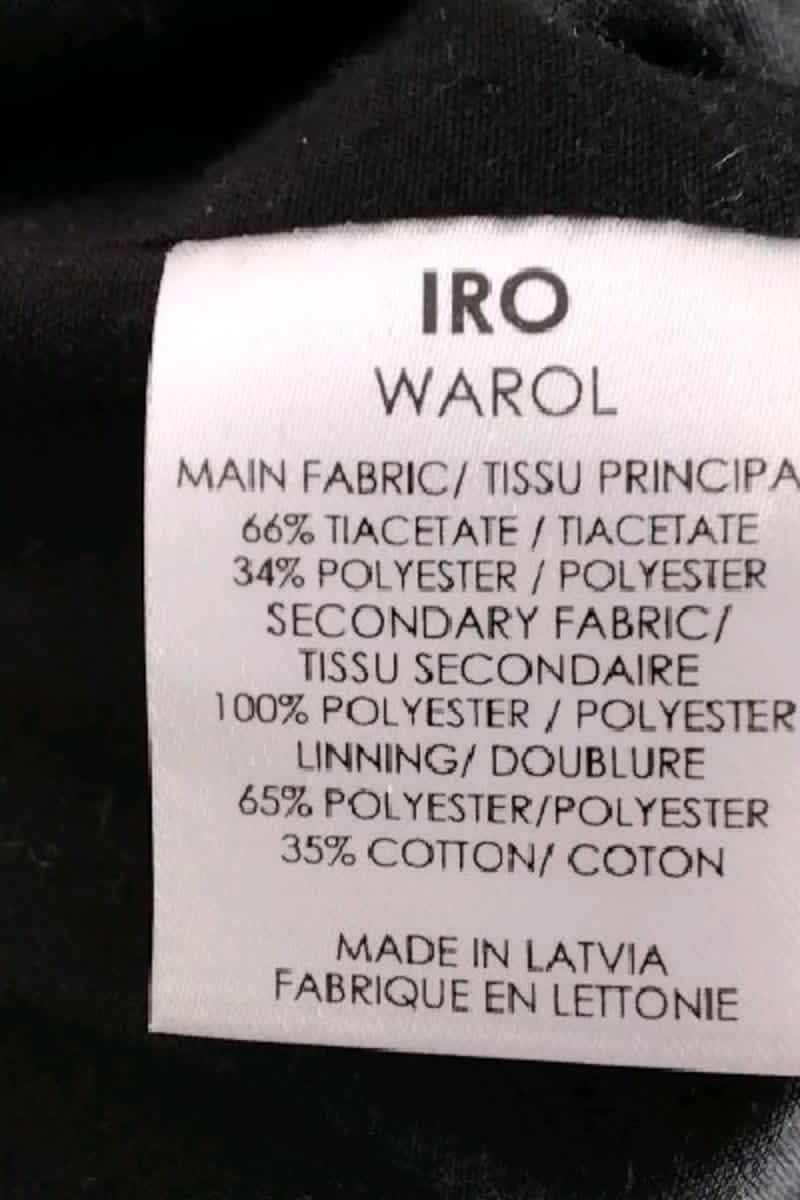 IRO
WAROL
MAIN FABRIC/ TISSU PRINCIPA
66% TIACETATE / TIACETATE
34% POLYESTER / POLYESTER
SECONDARY FABRIC/
TISSU SECONDAIRE
100% POLYESTER / POLYESTER
LINNING/ DOUBLURE
65% POLYESTER/POLYESTER
35% COTTON/ COTON
MADE IN LATVIA
FABRIQUE EN LETTONIE